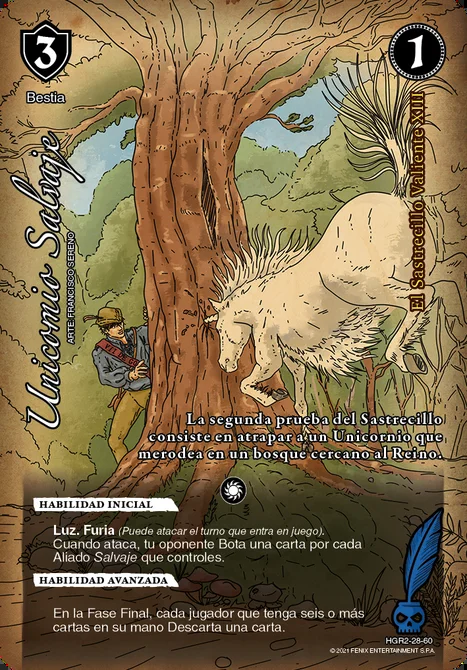 3
1
Bestia
Unicornio Salvaje
ARTE: FRANCISCO SERENO
El Sastrecillo Valiente XIII
La segunda prueba del Sastrecillo
consiste en atrapar a un Unicornio que
merodea en un bosque cercano al Reino.
HABILIDAD INICIAL
Luz. Furia (Puede atacar el turno que entra en juego).
Cuando ataca, tu oponente Bota una carta por cada
Aliado Salvaje que controles.
HABILIDAD AVANZADA
En la Fase Final, cada jugador que tenga seis o más
cartas en su mano Descarta una carta.
HGR2-28-60
©2021 FENIX ENTERTAINMENT S.P.A.